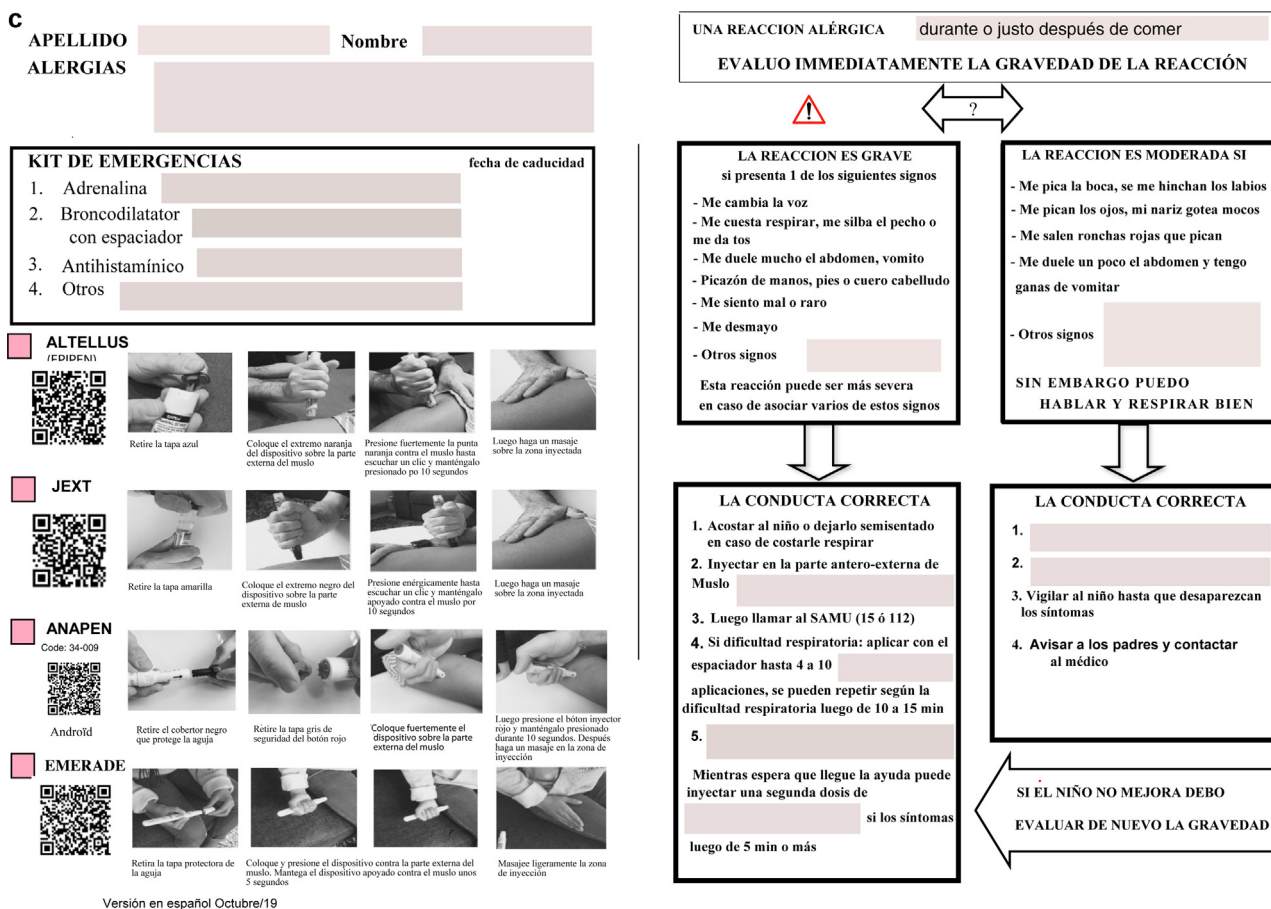 c
APELLIDO Nombre
ALERGIAS
KIT DE EMERGENCIAS fecha de caducidad
1. Adrenalina
2. Broncodilatator
con espaciador
3. Antihistamínico
4. Otros
ALTELLUS
(EPIPEN)
Retire la tapa azul
Coloque el extremo naranja
del dispositivo sobre la parte
externa del muslo
Presione fuertemente la punta
naranja contra el muslo hasta
escuchar un clic y manténgalo
presionado po 10 segundos
Luego haga un masaje
sobre la zona inyectada
JEXT
Retire la tapa amarilla
Coloque el extremo negro del
dispositivo sobre la parte
externa de muslo
Presione enérgicamente hasta
escuchar un clic y manténgalo
apoyado contra el muslo por
10 segundos
Luego haga un masaje
sobre la zona inyectada
ANAPEN
Code: 34-009
Androïd
Retire el cobertor negro
que protege la aguja
Retire la tapa gris de
seguridad del botón rojo
Coloque fuertemente el
dispositivo sobre la parte
externa del muslo
Luego presione el bóton inyector
rojo y manténgalo presionado
durante 10 segundos. Después
haga un masaje en la zona de
inyección
EMERADE
Retira la tapa protectora de
la aguja
Coloque y presione el dispositivo contra la parte externa del
muslo. Mantega el dispositivo apoyado contra el muslo unos
5 segundos
Masajee ligeramente la zona
de inyección
Versión en español Octubre/19
UNA REACCION ALÉRGICA durante o justo después de comer
EVALUO IMMEDIATAMENTE LA GRAVEDAD DE LA REACCIÓN
?
LA REACCION ES GRAVE
si presenta 1 de los siguientes signos
- Me cambia la voz
- Me cuesta respirar, me silba el pecho o
me da tos
- Me duele mucho el abdomen, vomito
- Picazón de manos, pies o cuero cabelludo
- Me siento mal o raro
- Me desmayo
- Otros signos
Esta reacción puede ser más severa
en caso de asociar varios de estos signos
LA REACCION ES MODERADA SI
- Me pica la boca, se me hinchan los labios
- Me pican los ojos, mi nariz gotea mocos
- Me salen ronchas rojas que pican
- Me duele un poco el abdomen y tengo
ganas de vomitar
- Otros signos
SIN EMBARGO PUEDO
HABLAR Y RESPIRAR BIEN
LA CONDUCTA CORRECTA
1. Acostar al niño o dejarlo semisentado
en caso de costarle respirar
2. Inyectar en la parte antero-externa de
Muslo
3. Luego llamar al SAMU (15 ó 112)
4. Si dificultad respiratoria: aplicar con el
espaciador hasta 4 a 10
aplicaciones, se pueden repetir según la
dificultad respiratoria luego de 10 a 15 min
5.
Mientras espera que llegue la ayuda puede
inyectar una segunda dosis de
si los síntomas
luego de 5 min o más
LA CONDUCTA CORRECTA
1.
2.
3. Vigilar al niño hasta que desaparezcan
los síntomas
4. Avisar a los padres y contactar
al médico
SI EL NIÑO NO MEJORA DEBO
EVALUAR DE NUEVO LA GRAVEDAD